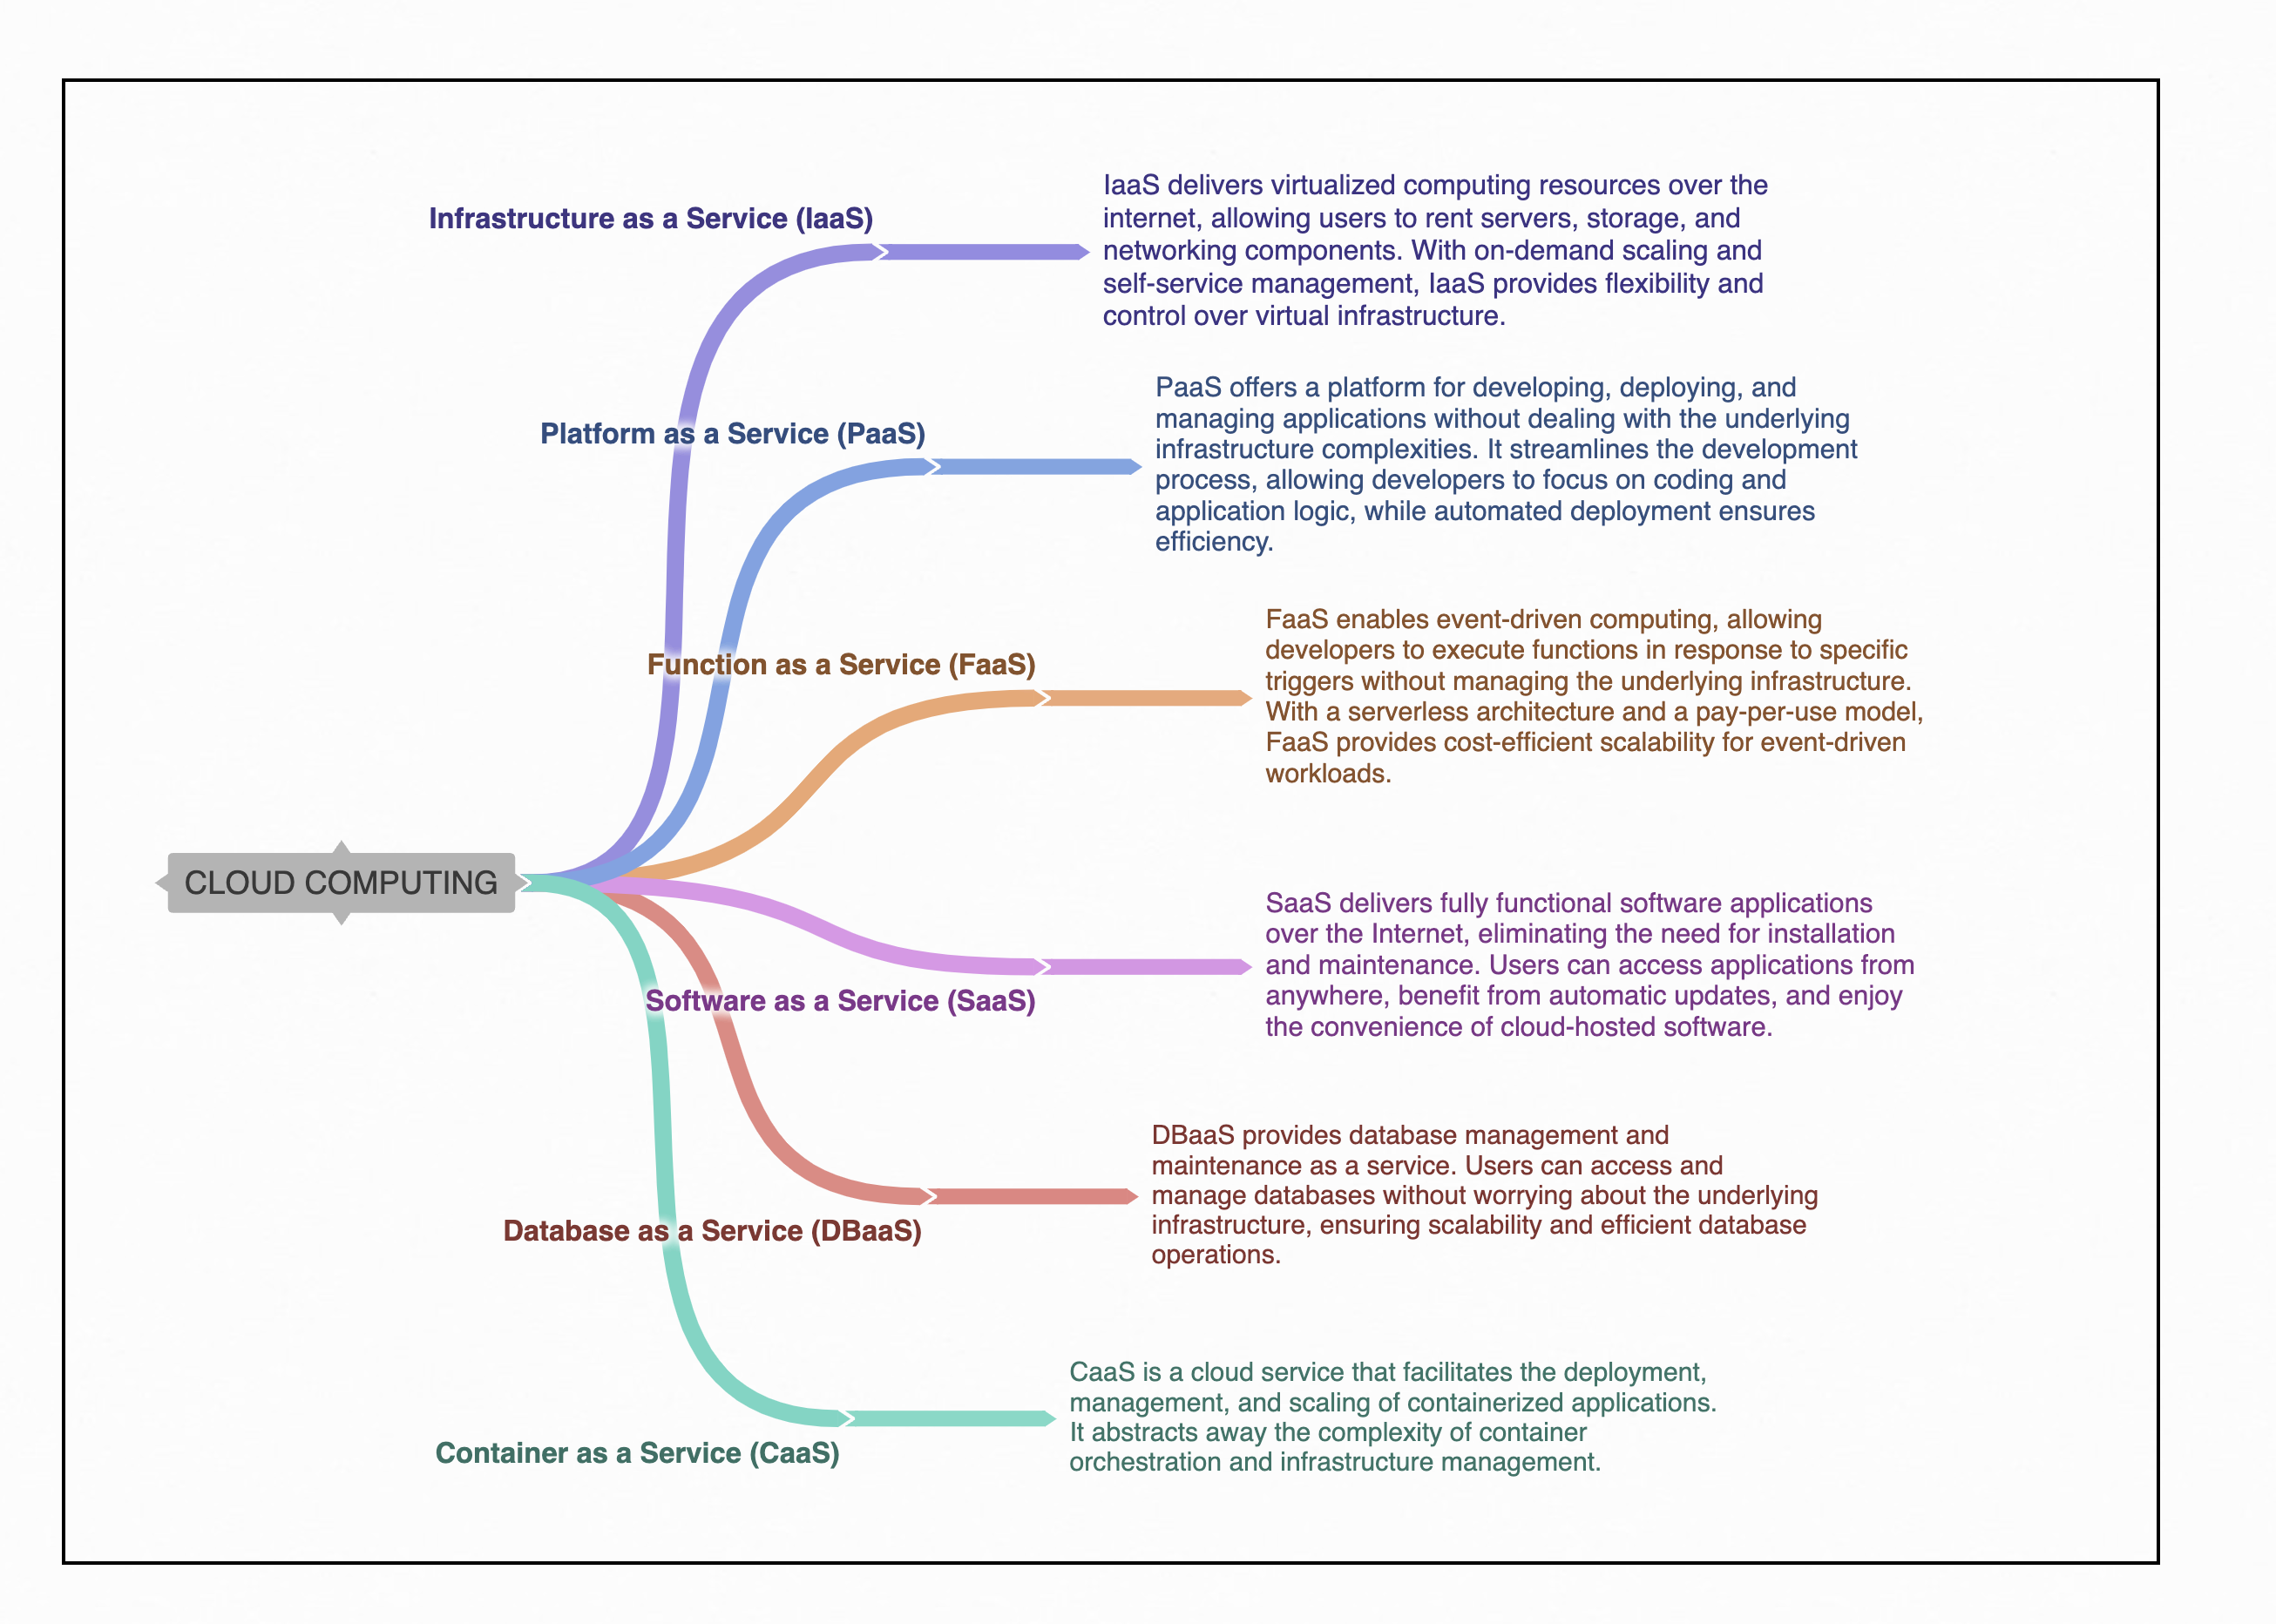 Infrastructure as a Service (IaaS)
IaaS delivers virtualized computing resources over the
internet, allowing users to rent servers, storage, and
networking components. With on-demand scaling and
self-service management, IaaS provides flexibility and
control over virtual infrastructure.
Platform as a Service (PaaS)
PaaS offers a platform for developing, deploying, and
managing applications without dealing with the underlying
infrastructure complexities. It streamlines the development
process, allowing developers to focus on coding and
application logic, while automated deployment ensures
efficiency.
Function as a Service (FaaS)
FaaS enables event-driven computing, allowing
developers to execute functions in response to specific
triggers without managing the underlying infrastructure.
With a serverless architecture and a pay-per-use model,
FaaS provides cost-efficient scalability for event-driven
workloads.
CLOUD COMPUTING
Software as a Service (SaaS)
SaaS delivers fully functional software applications
over the Internet, eliminating the need for installation
and maintenance. Users can access applications from
anywhere, benefit from automatic updates, and enjoy
the convenience of cloud-hosted software.
Database as a Service (DBaaS)
DBaaS provides database management and
maintenance as a service. Users can access and
manage databases without worrying about the underlying
infrastructure, ensuring scalability and efficient database
operations.
Container as a Service (CaaS)
CaaS is a cloud service that facilitates the deployment,
management, and scaling of containerized applications.
It abstracts away the complexity of container
orchestration and infrastructure management.